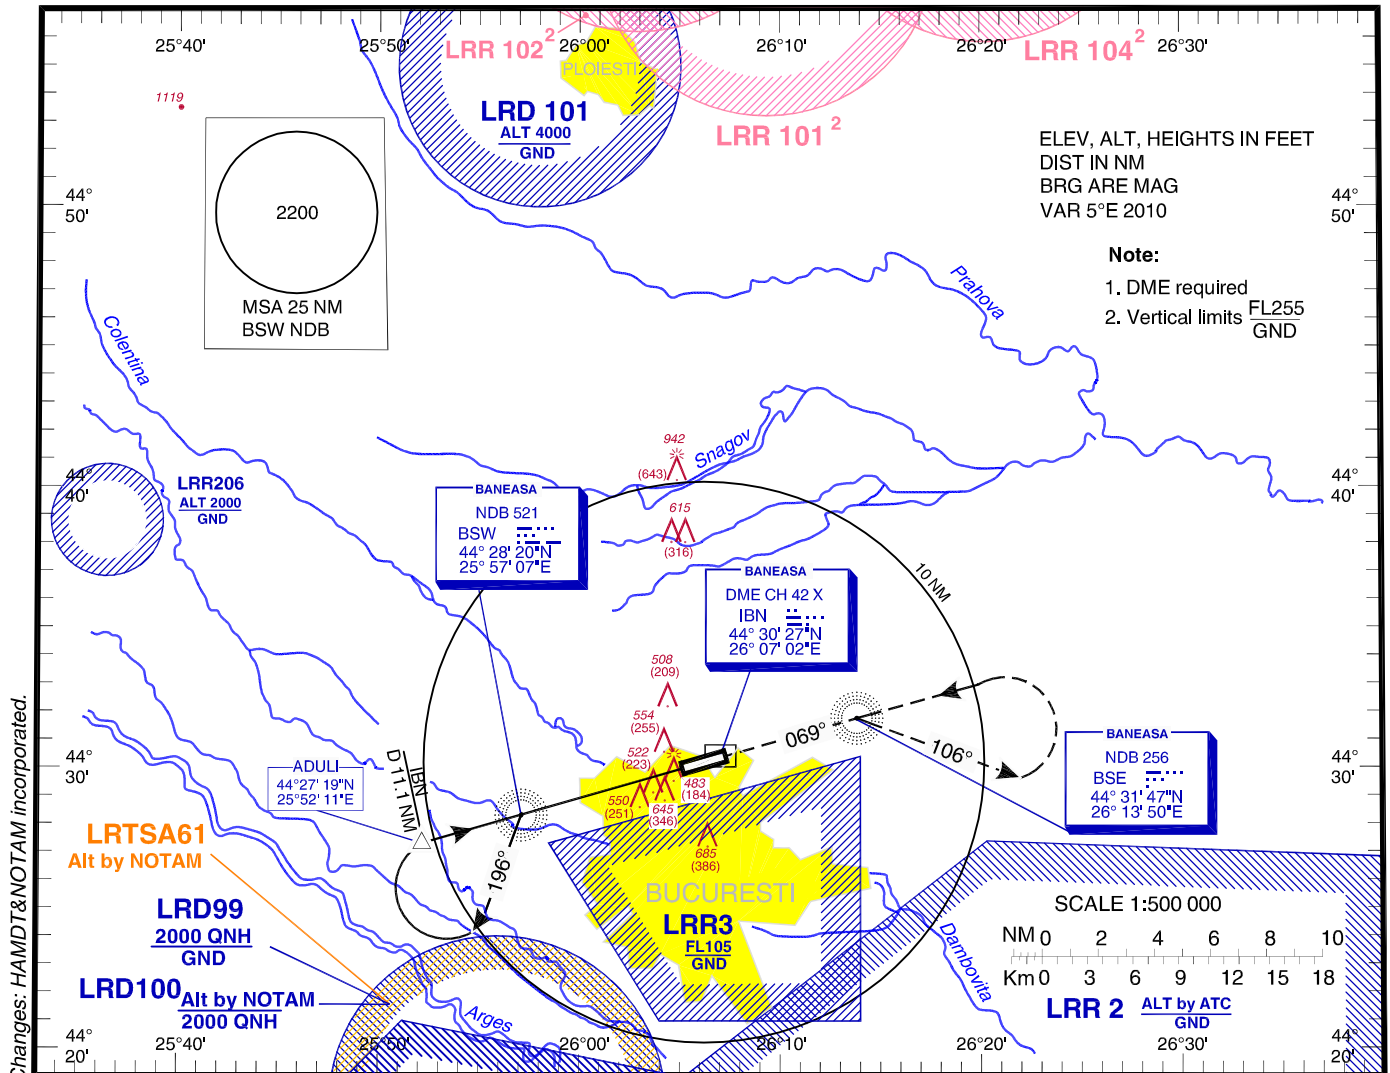 25°40'
25°50'
26°00'
26°10'
26°20'
26°30'
LRR 102 2
LRR 104 2
PLOIESTI
1119
LRD 101
ALT 4000
GND
LRR 101 2
ELEV, ALT, HEIGHTS IN FEET
DIST IN NM
BRG ARE MAG
VAR 5°E 2010
44°
50'
44°
50'
2200
MSA 25 NM
BSW NDB
Note:
1. DME required
2. Vertical limits FL255
GND
Prahova
Colentina
Snagov
942
(643)
44°
40'
44°
40'
LRR206
ALT 2000
GND
615
(316)
BANEASA
NDB 521
BSW
44° 28' 20"N
25° 57' 07"E
10 NM
BANEASA
DME CH 42 X
IBN
44° 30' 27"N
26° 07' 02"E
508
(209)
554
(255)
522
(223)
550
(251)
645
(346)
483
(184)
685
(386)
069°
106°
BANEASA
NDB 256
BSE
44° 31' 47"N
26° 13' 50"E
44°
30'
44°
30'
ADULI
44°27' 19"N
25°52' 11"E
IBN
D 11.1 NM
196°
LRTSA61
Alt by NOTAM
LRD99
2000 QNH
GND
LRD100 Alt by NOTAM
2000 QNH
BUCURESTI
LRR3
FL105
GND
Dambovita
Arges
SCALE 1:500 000
NM 0 2 4 6 8 10
Km 0 3 6 9 12 15 18
LRR 2 ALT by ATC
GND
44°
20'
44°
20'
25°40'
25°50'
26°00'
26°10'
26°20'
26°30'
Changes: HAMDT&NOTAM incorporated.